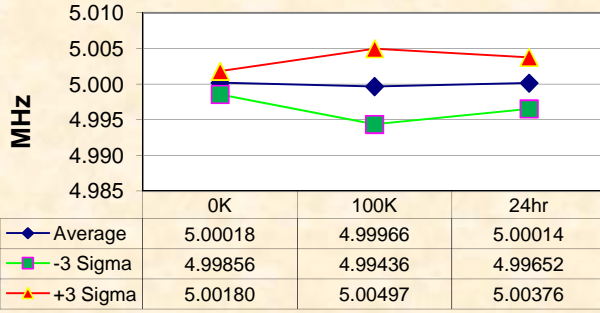 5.010
5.005
5.000
4.995
4.990
4.985
MHz
0K 100K 24hr
Average 5.00018 4.99966 5.00014
-3 Sigma 4.99856 4.99436 4.99652
+3 Sigma 5.00180 5.00497 5.00376